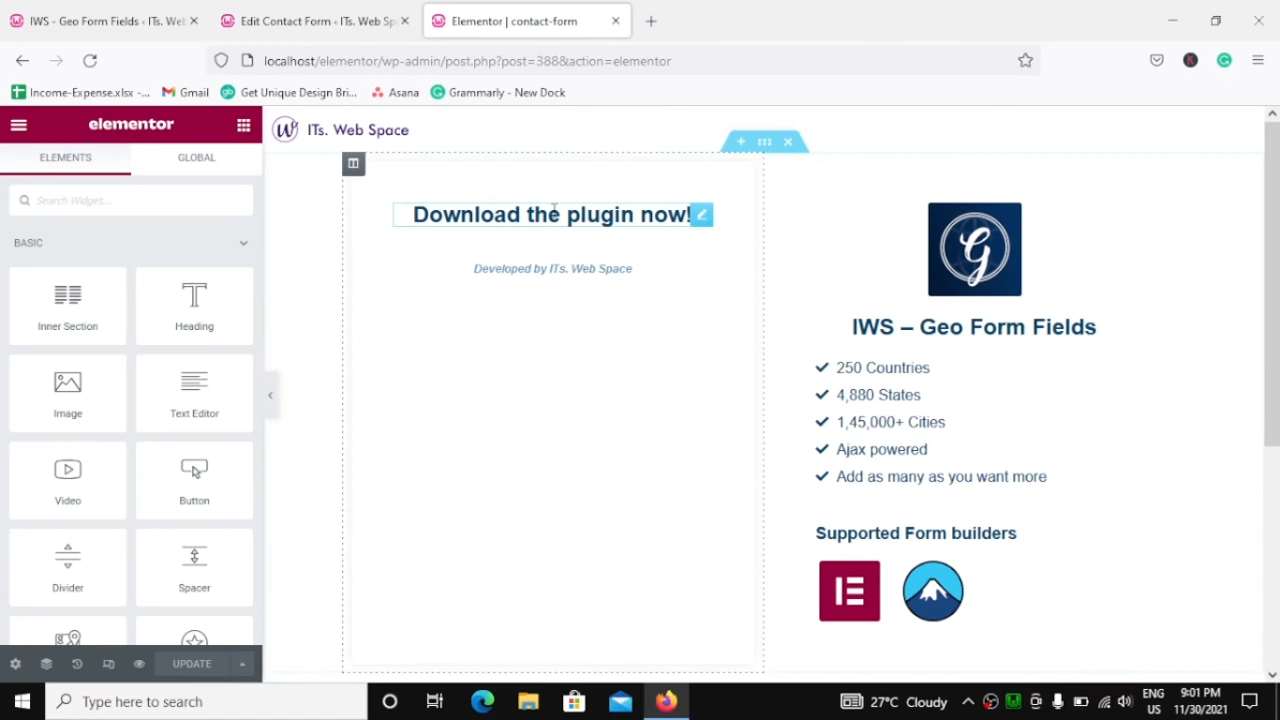 IWS - Geo Form Fields ‹ ITs. Web
Edit Contact Form ‹ ITs. Web Sp
Elementor | contact-form
localhost/elementor/wp-admin/post.php?post=388&action=elementor
Income-Expense.xlsx -...
Gmail
Get Unique Design Bri...
Asana
Grammarly - New Dock
elementor
ITs. Web Space
ELEMENTS
GLOBAL
Search Widget...
BASIC
Inner Section
Heading
Image
Text Editor
Video
Button
Divider
Spacer
UPDATE
Download the plugin now!
Developed by ITs. Web Space
IWS – Geo Form Fields
250 Countries
4,880 States
1,45,000+ Cities
Ajax powered
Add as many as you want more
Supported Form builders
Type here to search
27°C Cloudy
ENG
US
9:01 PM
11/30/2021